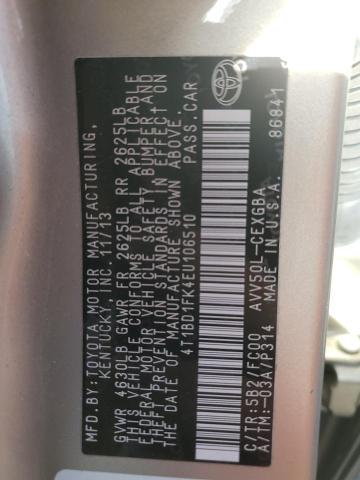 MFD.BY:TOYOTA MOTOR MANUFACTURING,
KENTUCKY, INC. 11/13
GVWR 4630LB GAWR FR 2625LB RR 2625LB
THIS VEHICLE CONFORMS TO ALL APPLICABLE
FEDERAL MOTOR VEHICLE SAFETY BUMPER AND
THEFT PREVENTION STANDARDS IN EFFECT ON
THE DATE OF MANUFACTURE SHOWN ABOVE.
4T1BD1FK4EU106510 PASS.CAR
C/TR:5B2/FC00 AVV50L-CEXGBA
A/TM:-03A/P314 MADE IN U.S.A. 86841